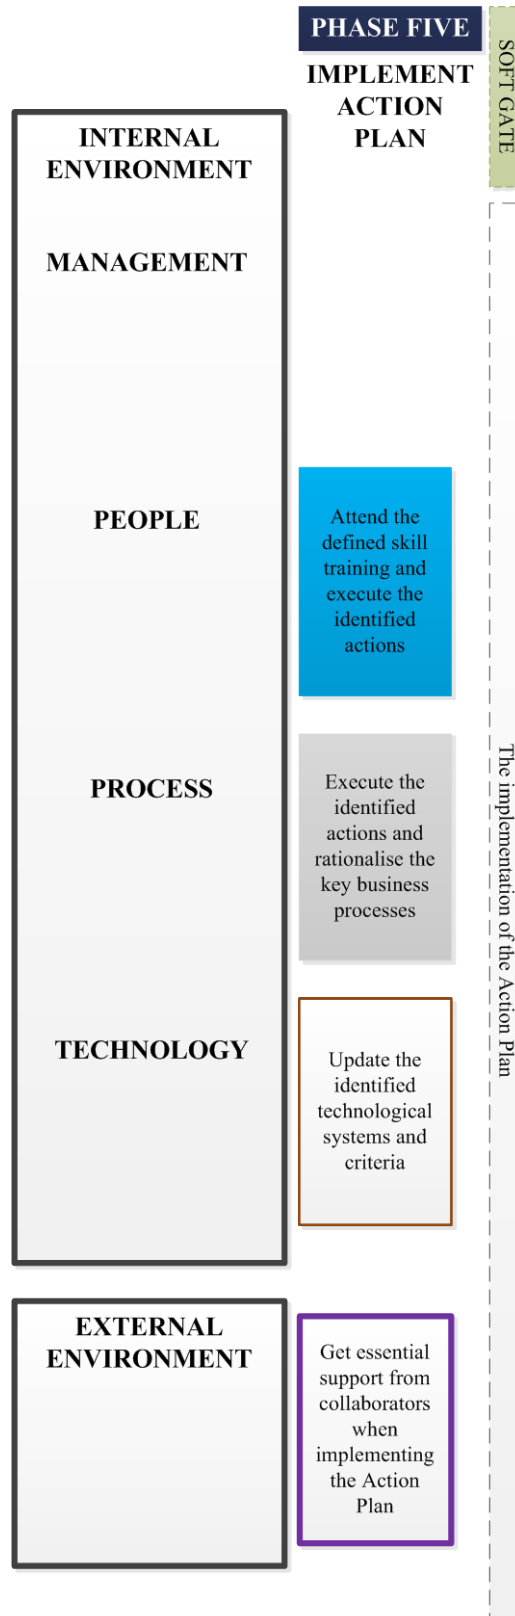 PHASE FIVE
IMPLEMENT
ACTION
PLAN
SOFT GATE
INTERNAL
ENVIRONMENT
MANAGEMENT
PEOPLE
Attend the
defined skill
training and
execute the
identified
actions
PROCESS
Execute the
identified
actions and
rationalise the
key business
processes
The implementation of the Action Plan
TECHNOLOGY
Update the
identified
technological
systems and
criteria
EXTERNAL
ENVIRONMENT
Get essential
support from
collaborators
when
implementing
the Action
Plan